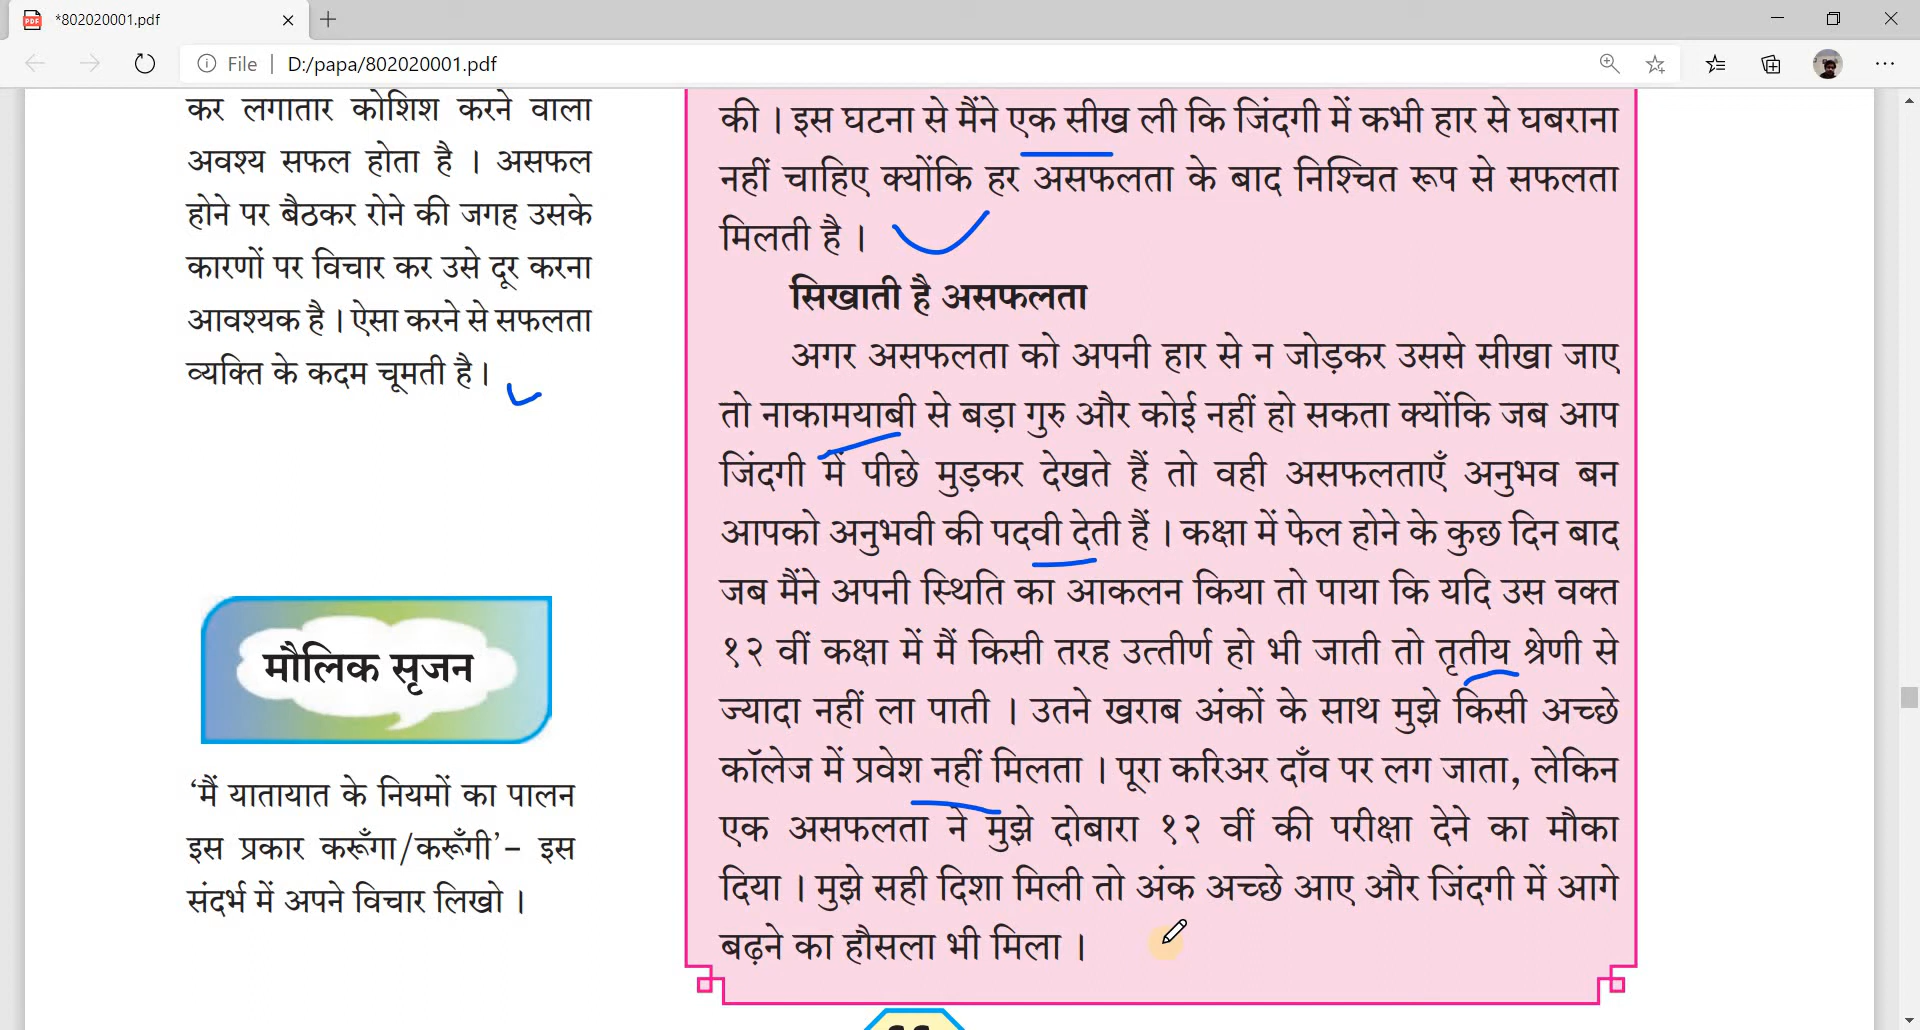 *802020001.pdf
File
D:/papa/802020001.pdf
कर लगातार कोशिश करने वाला
अवश्य सफल होता है । असफल
होने पर बैठकर रोने की जगह उसके
कारणों पर विचार कर उसे दूर करना
आवश्यक है । ऐसा करने से सफलता
व्यक्ति के कदम चूमती है ।
मौलिक सृजन
‘मैं यातायात के नियमों का पालन
इस प्रकार करूँगा/करूँगी’– इस
संदर्भ में अपने विचार लिखो ।
की । इस घटना से मैंने एक सीख ली कि जिंदगी में कभी हार से घबराना
नहीं चाहिए क्योंकि हर असफलता के बाद निश्चित रूप से सफलता
मिलती है ।
सिखाती है असफलता
अगर असफलता को अपनी हार से न जोड़कर उससे सीखा जाए
तो नाकामयाबी से बड़ा गुरु और कोई नहीं हो सकता क्योंकि जब आप
जिंदगी में पीछे मुड़कर देखते हैं तो वही असफलताएँ अनुभव बन
आपको अनुभवी की पदवी देती हैं । कक्षा में फेल होने के कुछ दिन बाद
जब मैंने अपनी स्थिति का आकलन किया तो पाया कि यदि उस वक्त
१२ वीं कक्षा में मैं किसी तरह उत्तीर्ण हो भी जाती तो तृतीय श्रेणी से
ज्यादा नहीं ला पाती । उतने खराब अंकों के साथ मुझे किसी अच्छे
कॉलेज में प्रवेश नहीं मिलता । पूरा करिअर दाँव पर लग जाता, लेकिन
एक असफलता ने मुझे दोबारा १२ वीं की परीक्षा देने का मौका
दिया । मुझे सही दिशा मिली तो अंक अच्छे आए और जिंदगी में आगे
बढ़ने का हौसला भी मिला ।